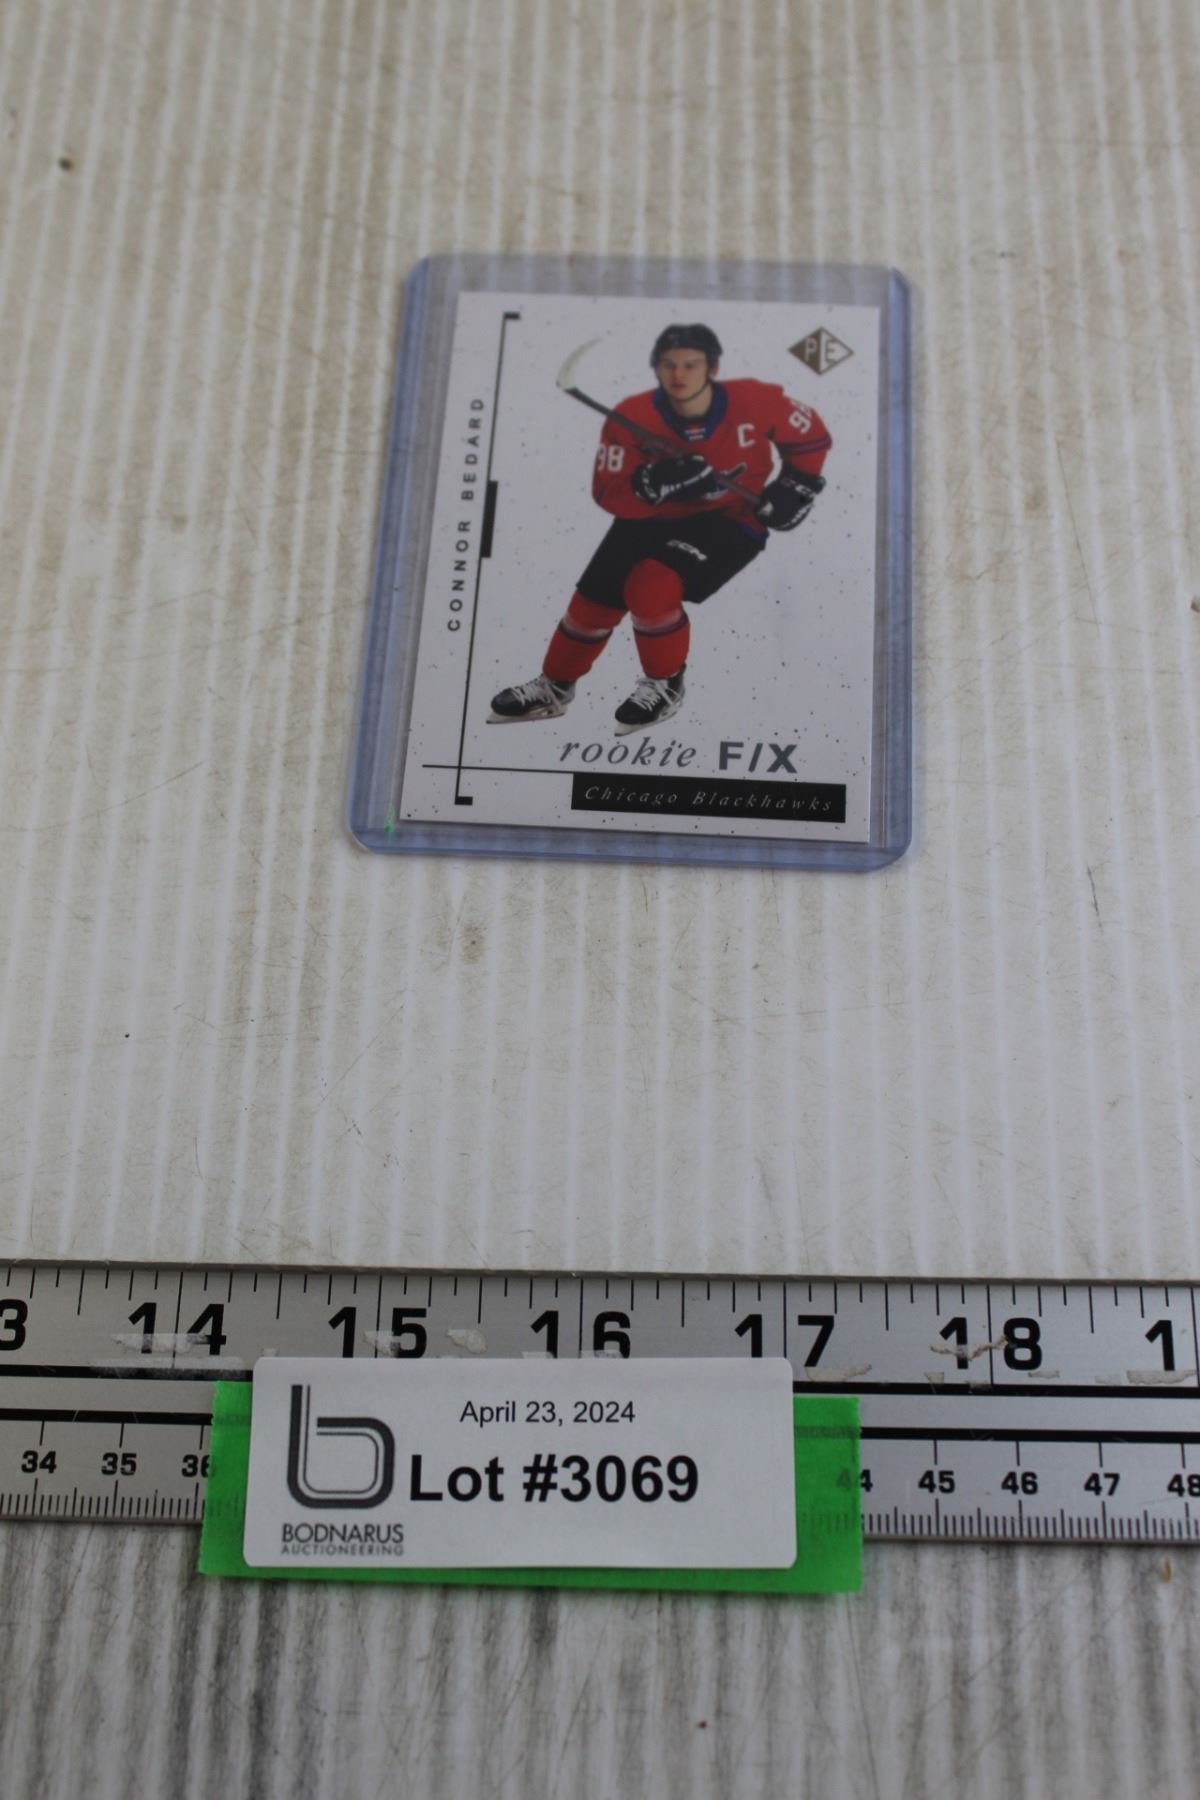 CONNOR BEDARD
PE
98
C
98
CCM
rookie F/X
Chicago Blackhawks
3 14 15 16 17 18 1
April 23, 2024
b
Lot #3069
BODNARUS
AUCTIONEERING
34 35 36 44 45 46 47 48